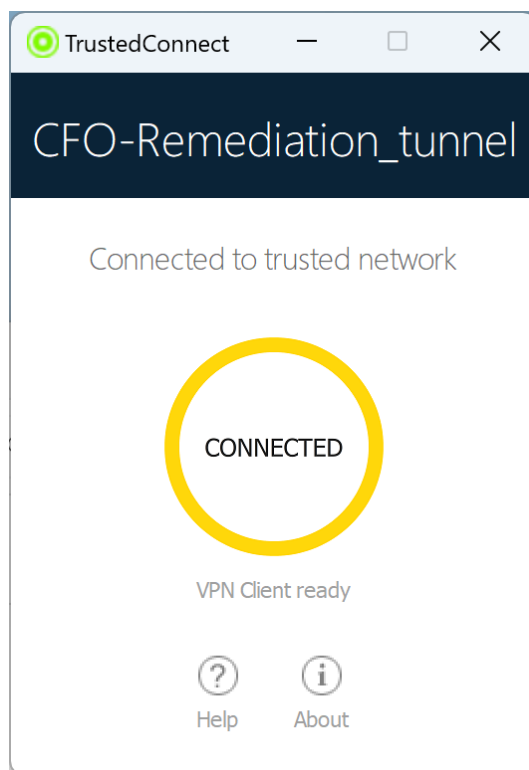 TrustedConnect
CFO-Remediation_tunnel
Connected to trusted network
CONNECTED
VPN Client ready
Help About